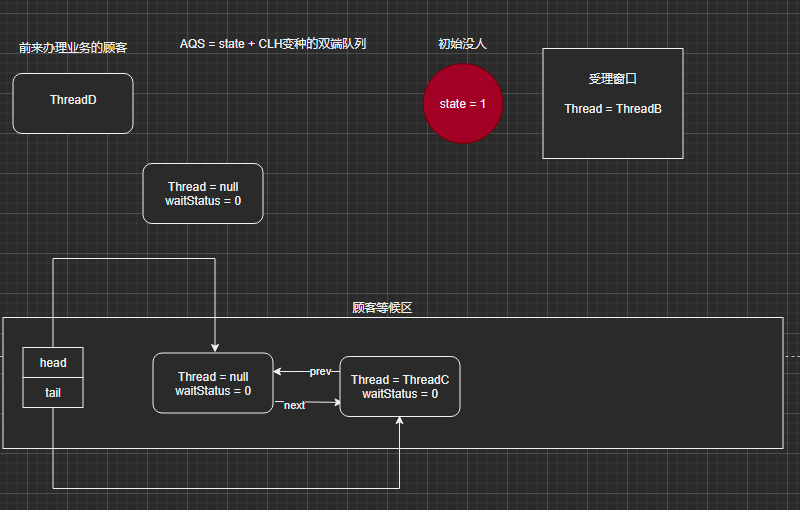 前来办理业务的顾客
AQS = state + CLH变种的双端队列
初始没人
ThreadD
state = 1
受理窗口
Thread = ThreadB
Thread = null
waitStatus = 0
顾客等候区
head
tail
Thread = null
waitStatus = 0
prev
next
Thread = ThreadC
waitStatus = 0